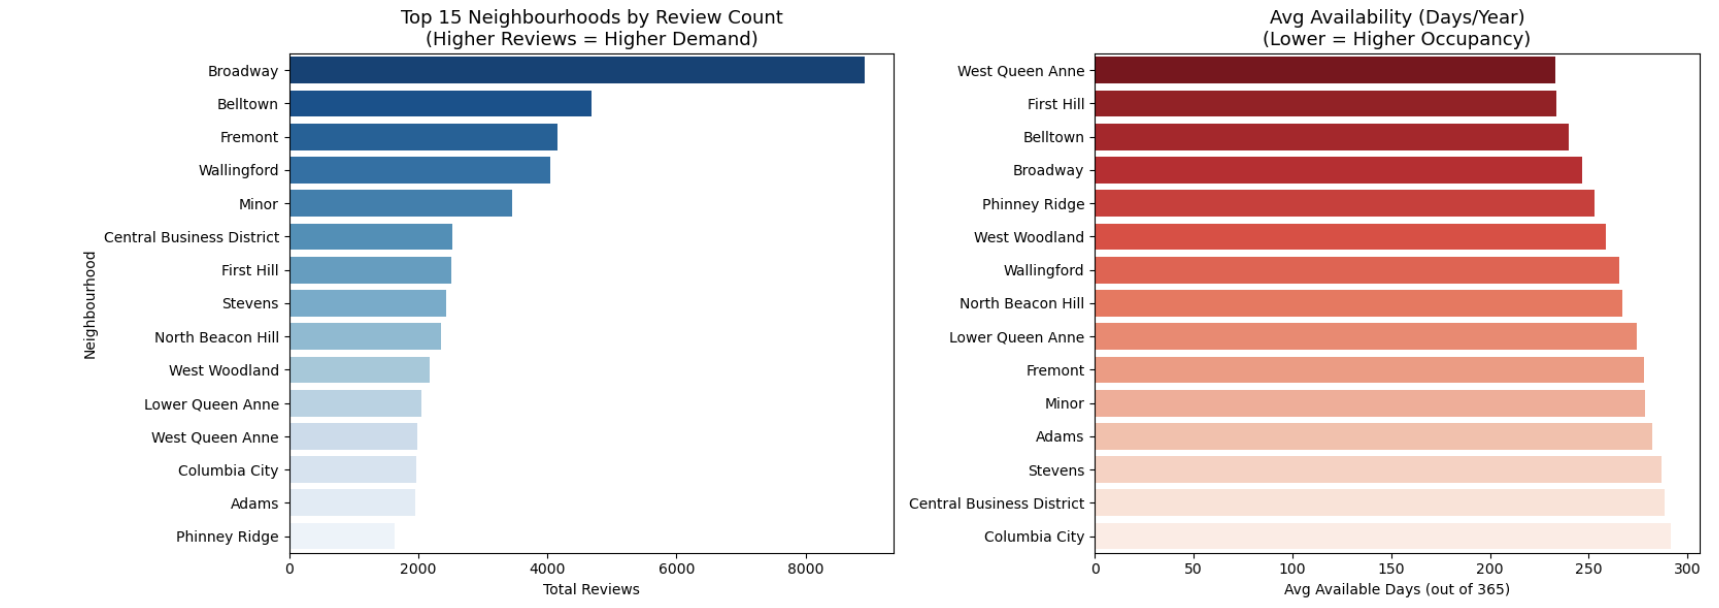 Top 15 Neighbourhoods by Review Count
(Higher Reviews = Higher Demand)
Neighbourhood
Broadway
Belltown
Fremont
Wallingford
Minor
Central Business District
First Hill
Stevens
North Beacon Hill
West Woodland
Lower Queen Anne
West Queen Anne
Columbia City
Adams
Phinney Ridge
0 2000 4000 6000 8000
Total Reviews
Avg Availability (Days/Year)
(Lower = Higher Occupancy)
West Queen Anne
First Hill
Belltown
Broadway
Phinney Ridge
West Woodland
Wallingford
North Beacon Hill
Lower Queen Anne
Fremont
Minor
Adams
Stevens
Central Business District
Columbia City
0 50 100 150 200 250 300
Avg Available Days (out of 365)